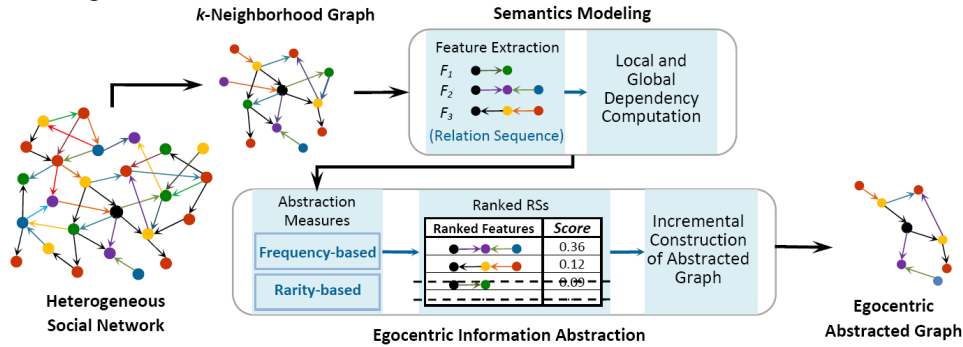 k-Neighborhood Graph
Semantics Modeling
Feature Extraction
F1
F2
F3
(Relation Sequence)
Local and
Global
Dependency
Computation
Heterogeneous
Social Network
Abstraction
Measures
Frequency-based
Rarity-based
Ranked RSs
Ranked Features Score
0.36
0.12
0.09
Incremental
Construction
of Abstracted
Graph
Egocentric Information Abstraction
Egocentric
Abstracted Graph